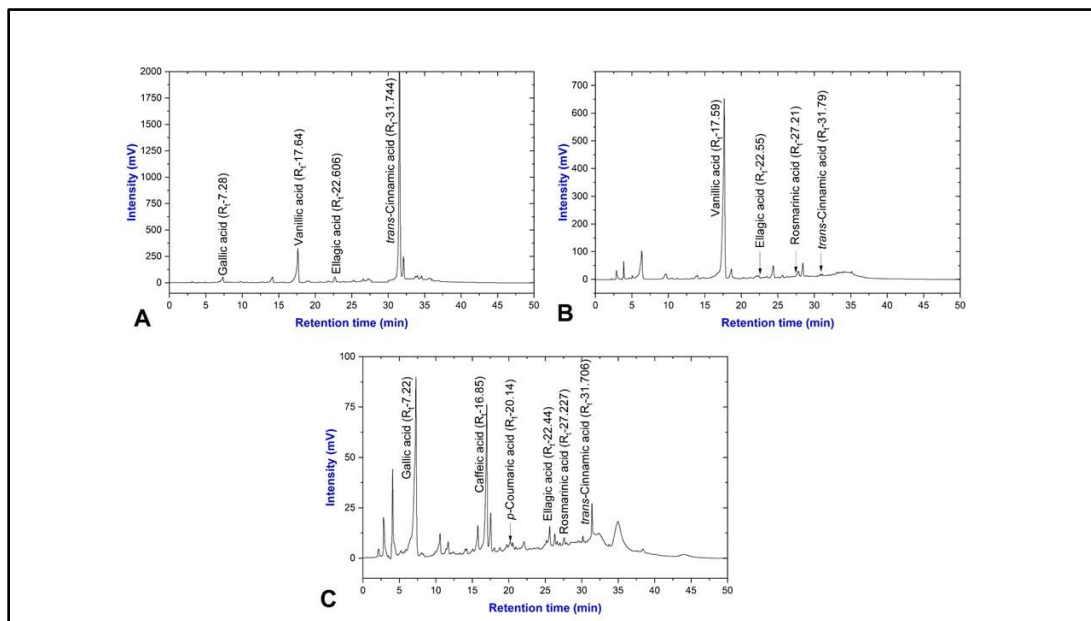 2000
1750
1500
1250
1000
750
500
250
0
Intensity (mV)
Gallic acid (Rt-7.28)
Vanillic acid (Rt-17.64)
Ellagic acid (Rt-22.606)
trans-Cinnamic acid (Rt-31.744)
0 5 10 15 20 25 30 35 40 45 50
Retention time (min)
A
700
600
500
400
300
200
100
0
Intensity (mV)
Vanillic acid (Rt-17.59)
Ellagic acid (Rt-22.55)
Rosmarinic acid (Rt-27.21)
trans-Cinnamic acid (Rt-31.79)
0 5 10 15 20 25 30 35 40 45 50
Retention time (min)
B
100
75
50
25
0
Intensity (mV)
Gallic acid (Rt-7.22)
Caffeic acid (Rt-16.85)
p-Coumaric acid (Rt-20.14)
Ellagic acid (Rt-22.44)
Rosmarinic acid (Rt-27.227)
trans-Cinnamic acid (Rt-31.706)
0 5 10 15 20 25 30 35 40 45 50
Retention time (min)
C